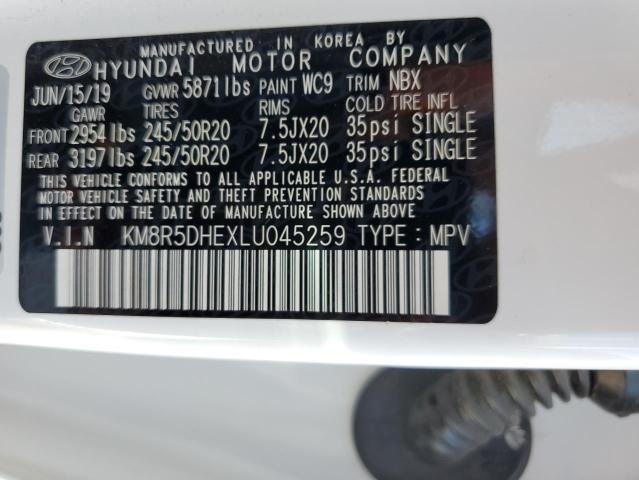 MANUFACTURED IN KOREA BY
HYUNDAI MOTOR COMPANY
JUN/15/19 GVWR 5871lbs PAINT WC9 TRIM NBX
GAWR TIRES RIMS COLD TIRE INFL.
FRONT 2954lbs 245/50R20 7.5JX20 35psi SINGLE
REAR 3197lbs 245/50R20 7.5JX20 35psi SINGLE
THIS VEHICLE CONFORMS TO ALL APPLICABLE U.S.A. FEDERAL
MOTOR VEHICLE SAFETY AND THEFT PREVENTION STANDARDS
IN EFFECT ON THE DATE OF MANUFACTURE SHOWN ABOVE.
V.I.N KM8R5DHEXLU045259 TYPE : MPV